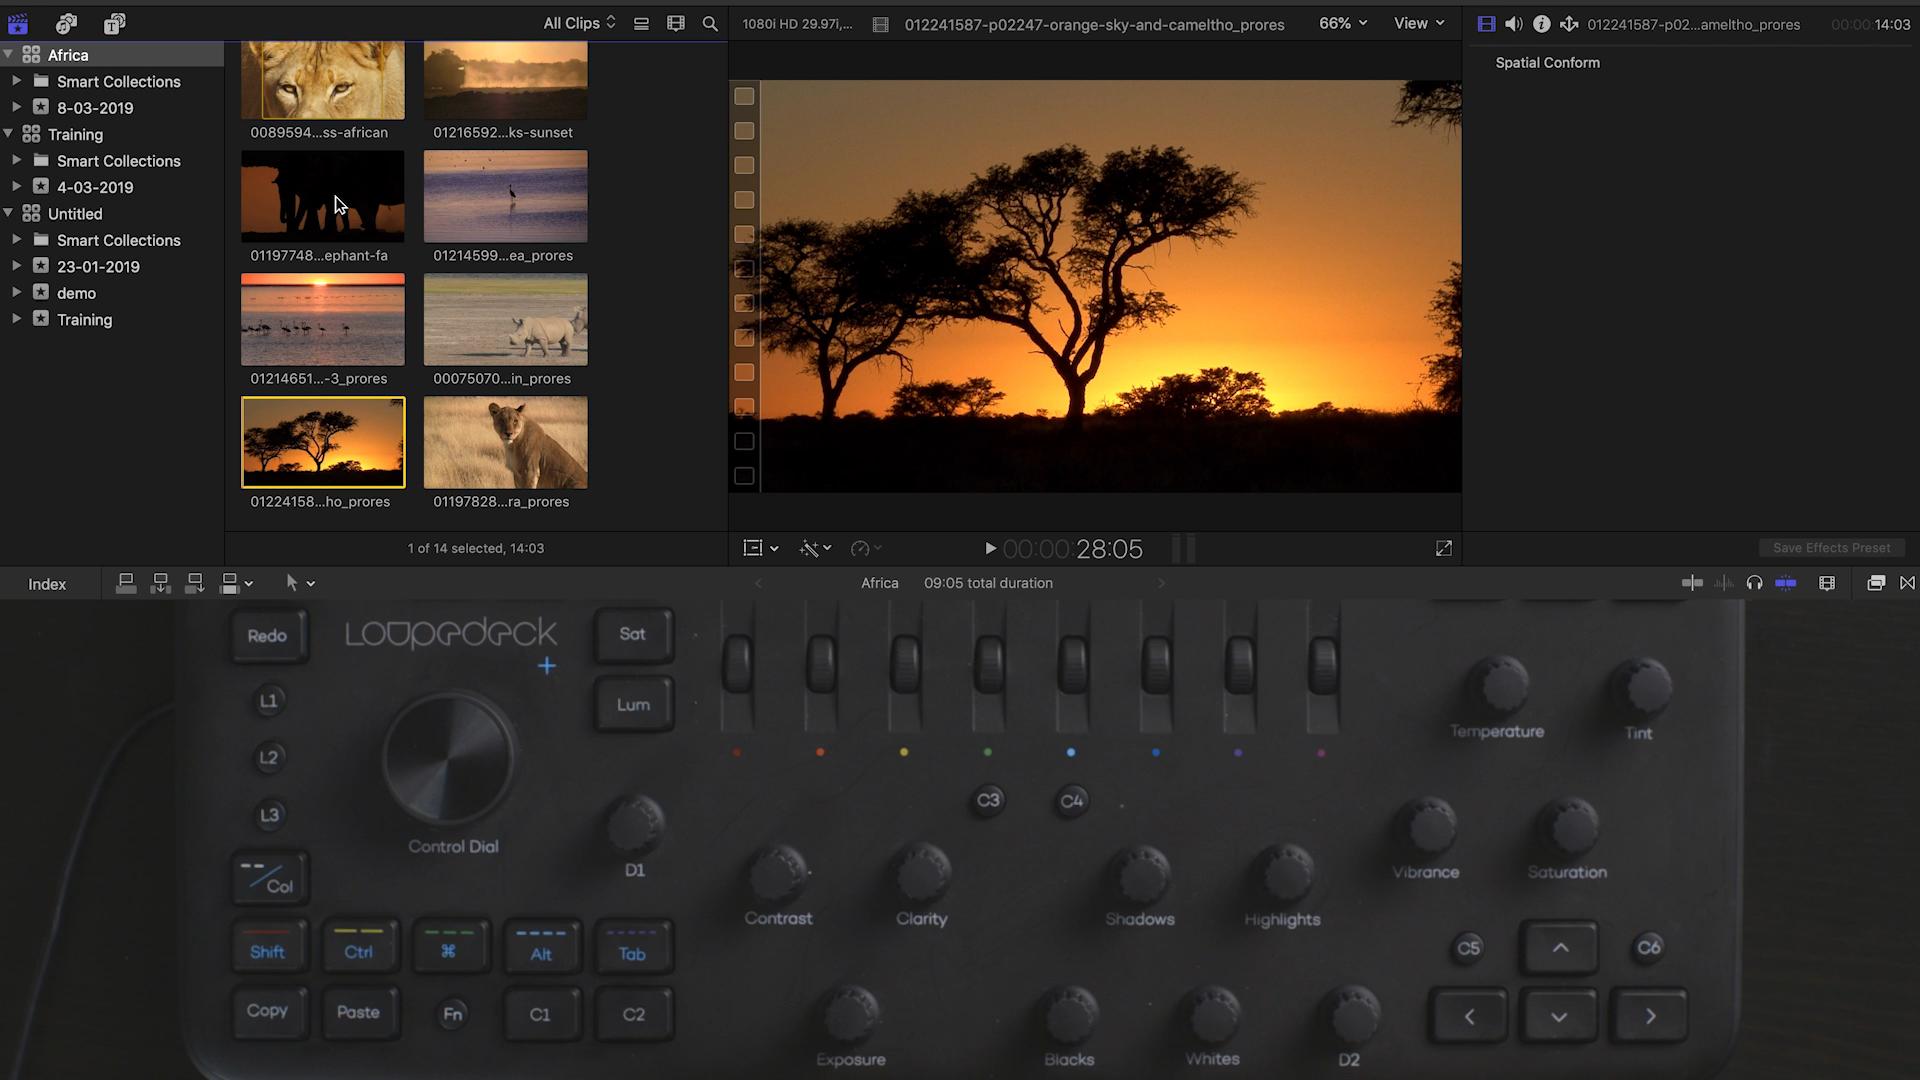 All Clips
1080i HD 29.97i,...
012241587-p02247-orange-sky-and-cameltho_prores
66%
View
012241587-p02...ameltho_prores
00:00:14:03
Africa
Smart Collections
8-03-2019
Training
Smart Collections
4-03-2019
Untitled
Smart Collections
23-01-2019
demo
Training
0089594...ss-african
01216592...ks-sunset
01197748...ephant-fa
01214599...ea_prores
01214651...-3_prores
00075070...in_prores
01224158...ho_prores
01197828...ra_prores
1 of 14 selected, 14:03
Spatial Conform
00:00:28:05
Save Effects Preset
Index
Africa
09:05 total duration
Redo
Loupedeck
+
Sat
L1
Lum
L2
L3
Control Dial
D1
Col
C3
C4
Temperature
Tint
Vibrance
Saturation
Contrast
Clarity
Shadows
Highlights
Shift
Ctrl
⌘
Alt
Tab
C5
C6
Copy
Paste
Fn
C1
C2
Exposure
Blacks
Whites
D2